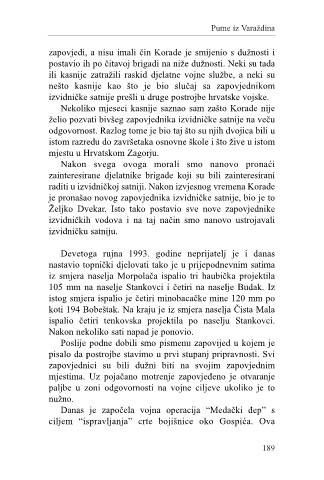 Pume iz Varaždina
zapovjedi, a nisu imali čin Korade je smijenio s dužnosti i
postavio ih po čitavoj brigadi na niže dužnosti. Neki su tada
ili kasnije zatražili raskid djelatne vojne službe, a neki su
nešto kasnije kao što je bio slučaj sa zapovjednikom
izvidničke satnije prešli u druge postrojbe hrvatske vojske.
Nekoliko mjeseci kasnije saznao sam zašto Korade nije
želio pozvati bivšeg zapovjednika izvidničke satnije na veču
odgovornost. Razlog tome je bio taj što su njih dvojica bili u
istom razredu do završetaka osnovne škole i što žive u istom
mjestu u Hrvatskom Zagorju.
Nakon svega ovoga morali smo nanovo pronaći
zainteresirane djelatnike brigade koji su bili zainteresirani
raditi u izvidničkoj satniji. Nakon izvjesnog vremena Korade
je pronašao novog zapovjednika izvidničke satnije, bio je to
Željko Dvekar. Isto tako postavio sve nove zapovjednike
izvidničkih vodova i na taj način smo nanovo ustrojavali
izvidničku satniju.
Devetoga rujna 1993. godine neprijatelj je i danas
nastavio topnički djelovati tako je u prijepodnevnim satima
iz smjera naselja Morpolača ispalio tri haubička projektila
105 mm na naselje Stankovci i četiri na naselje Budak. Iz
istog smjera ispalio je četiri minobacačke mine 120 mm po
koti 194 Bobeštak. Na kraju je iz smjera naselja Čista Mala
ispalio četiri tenkovska projektila po naselju Stankovci.
Nakon nekoliko sati napad je ponovio.
Poslije podne dobili smo pismenu zapovijed u kojem je
pisalo da postrojbe stavimo u prvi stupanj pripravnosti. Svi
zapovjednici su bili dužni biti na svojim zapovjednim
mjestima. Uz pojačano motrenje zapovjeđeno je otvaranje
paljbe u zoni odgovornosti na vojne ciljeve ukoliko je to
nužno.
Danas je započela vojna operacija “Medački đep” s
ciljem “ispravljanja” crte bojišnice oko Gospića. Ova
189